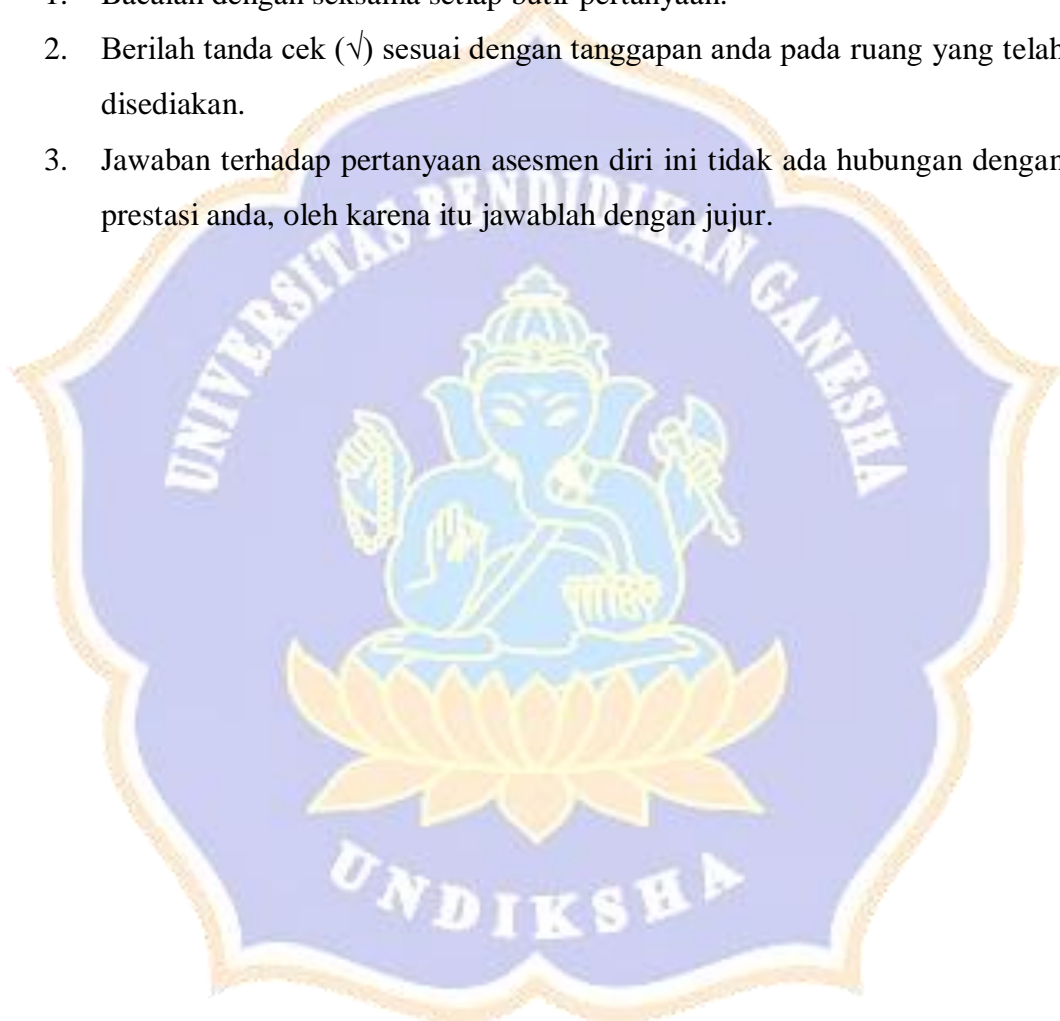 1. Bacalah dengan seksama setiap butir pertanyaan.
2. Berilah tanda cek (√) sesuai dengan tanggapan anda pada ruang yang telah
disediakan.
3. Jawaban terhadap pertanyaan asesmen diri ini tidak ada hubungan dengan
prestasi anda, oleh karena itu jawablah dengan jujur.
UNIVERSITAS PENDIDIKAN GANESHA
UNDIKSHA